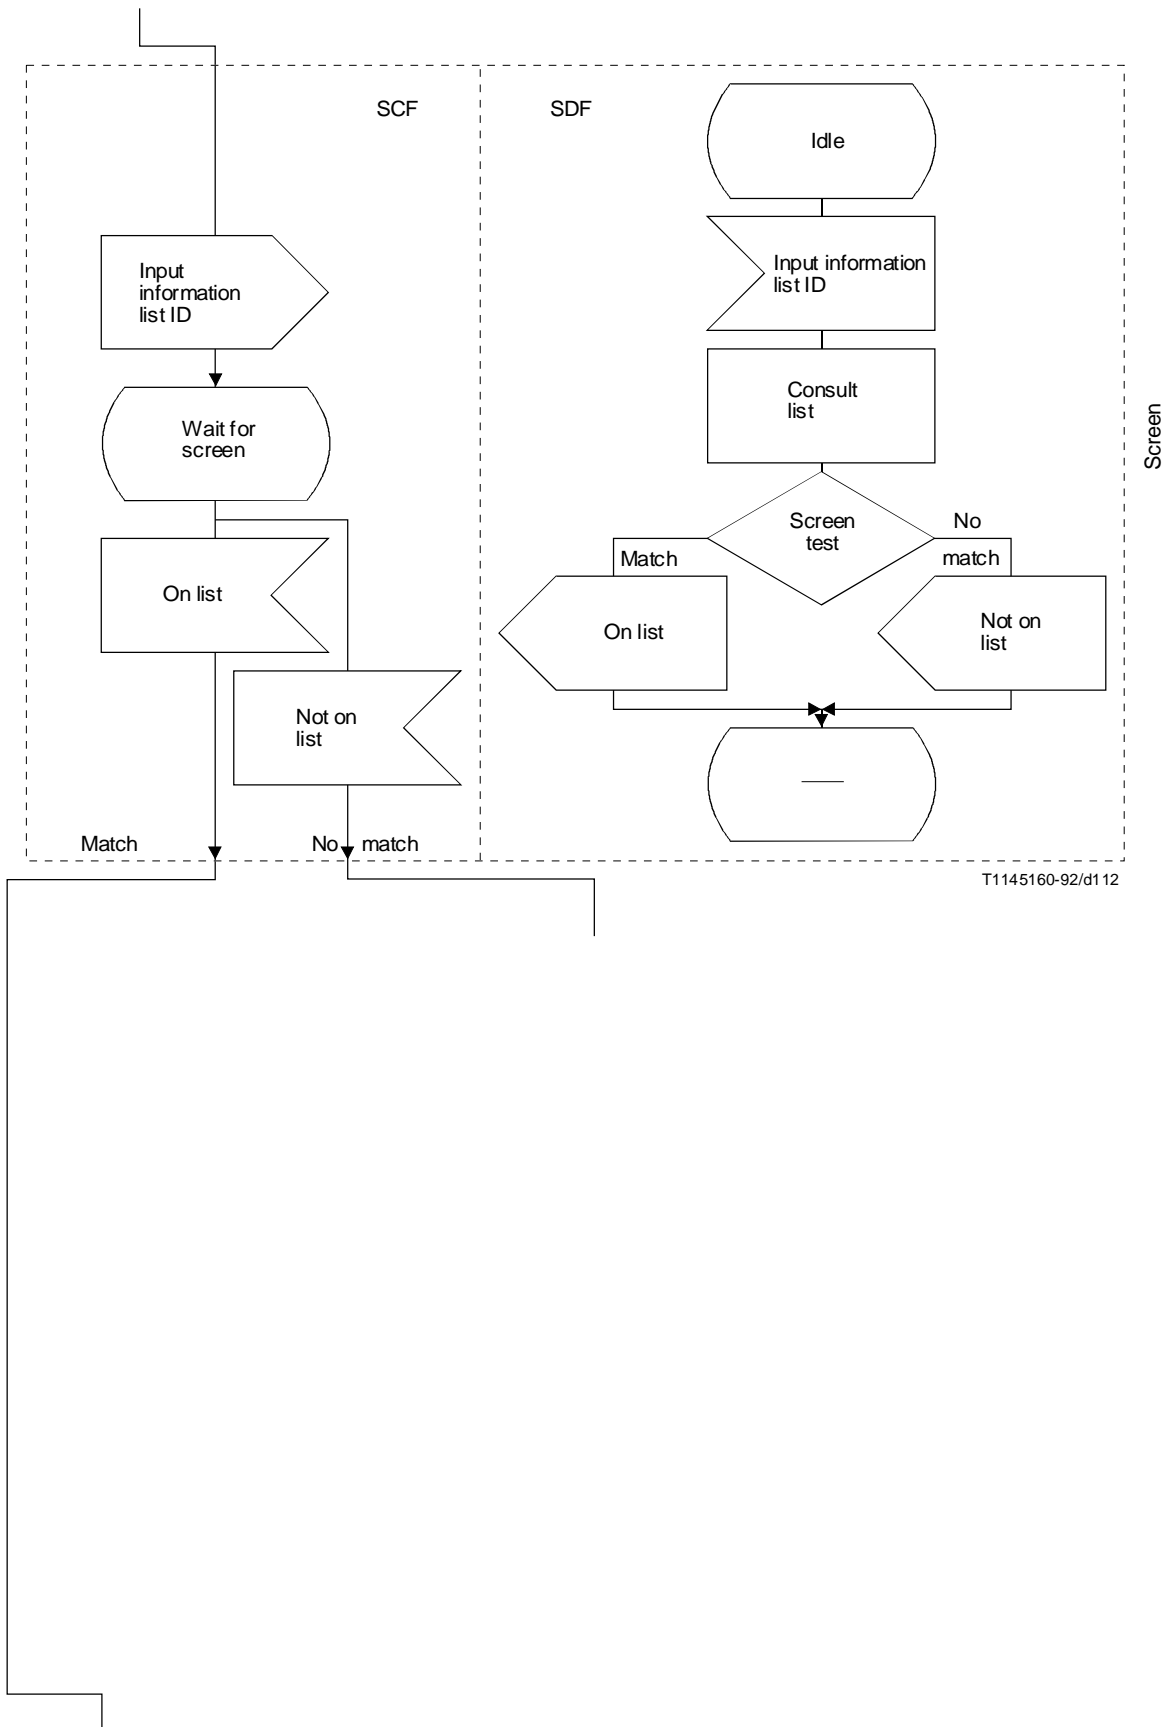 SCF
SDF
Idle
Input
information
list ID
Input information
list ID
Consult
list
Wait for
screen
Screen
Screen
test
No
match
Match
On list
On list
Not on
list
Not on
list
Match
No match
T1145160-92/d112